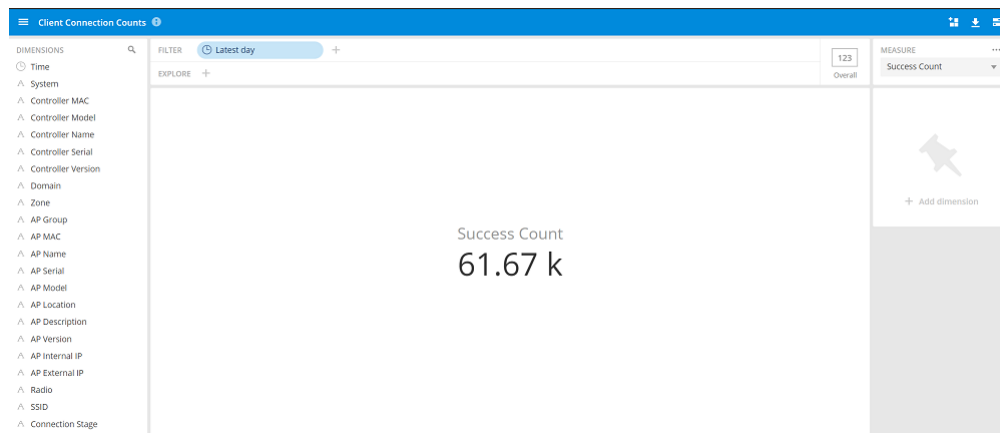 Client Connection Counts
DIMENSIONS
Time
System
Controller MAC
Controller Model
Controller Name
Controller Serial
Controller Version
Domain
Zone
AP Group
AP MAC
AP Name
AP Serial
AP Model
AP Location
AP Description
AP Version
AP Internal IP
AP External IP
Radio
SSID
Connection Stage
FILTER Latest day +
EXPLORE +
123
Overall
Success Count
61.67 k
MEASURE ...
Success Count
+ Add dimension